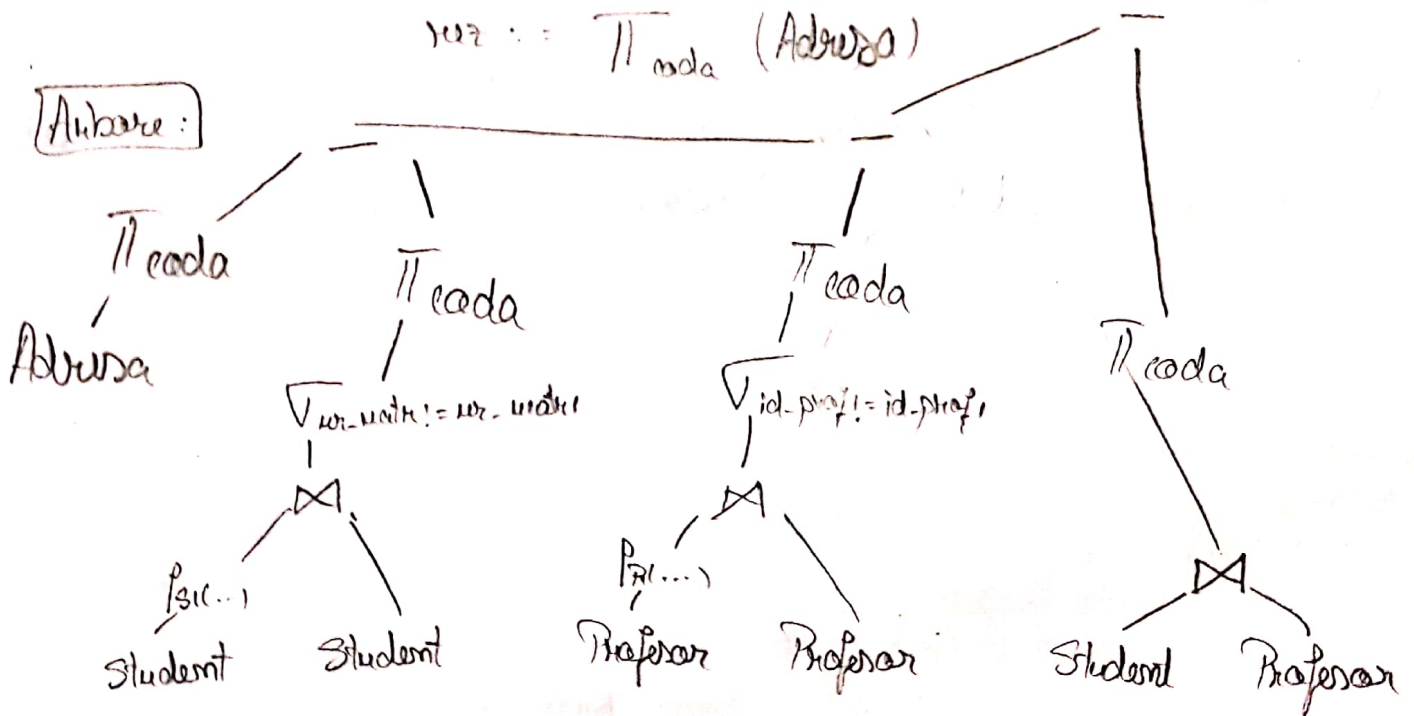 rez := Π coda (Adresa) −
Arbore:
− −
Π coda Π coda Π coda
Adresa Π coda
σ nr_matr != nr_matr1 σ id_prof != id_prof1
⋈ ⋈
ρ S1(...) ρ P1(...) ⋈
Student Student Profesor Profesor Student Profesor